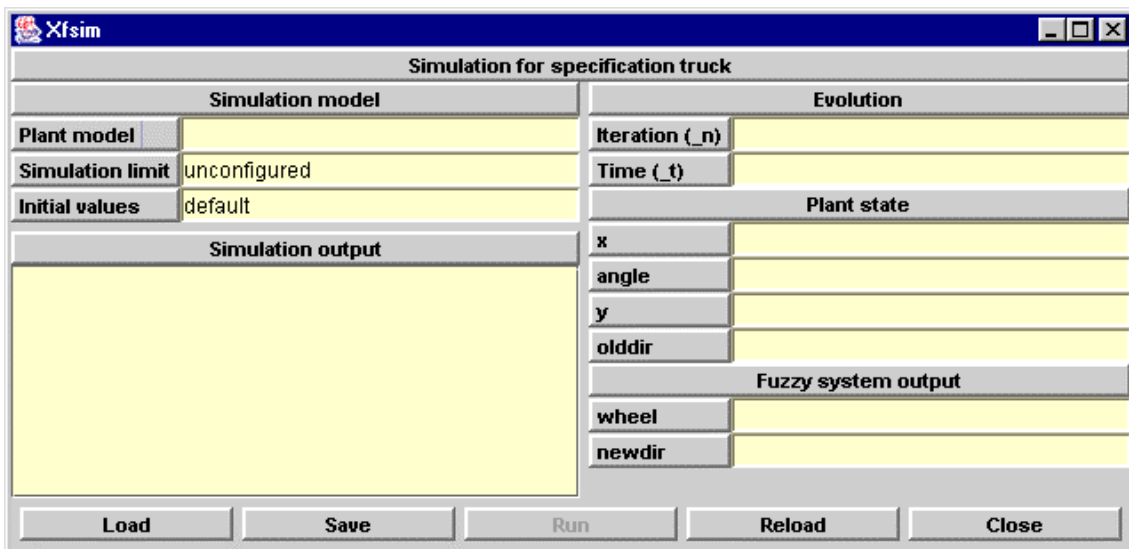 Xfsim
Simulation for specification truck
Simulation model
Plant model
Simulation limit unconfigured
Initial values default
Simulation output
Evolution
Iteration (_n)
Time (_t)
Plant state
x
angle
y
olddir
Fuzzy system output
wheel
newdir
Load Save Run Reload Close